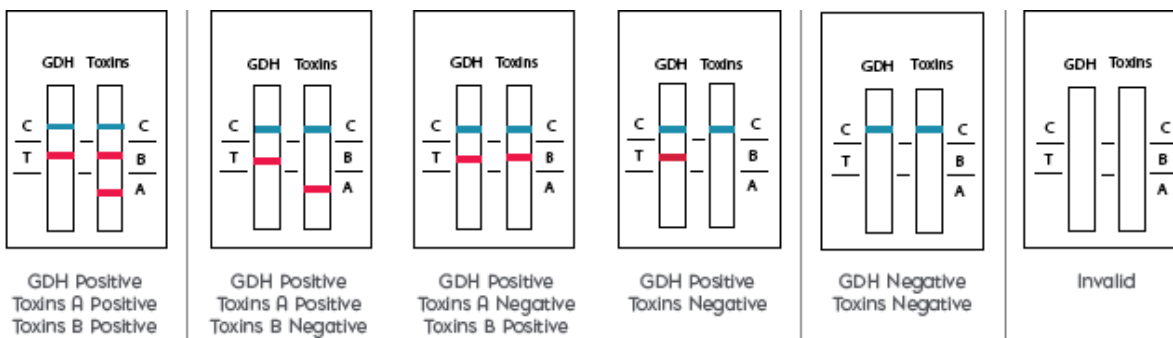 GDH Toxins
C C
T B
A
GDH Positive
Toxins A Positive
Toxins B Positive
GDH Toxins
C C
T B
A
GDH Positive
Toxins A Positive
Toxins B Negative
GDH Toxins
C C
T B
A
GDH Positive
Toxins A Negative
Toxins B Positive
GDH Toxins
C C
T B
A
GDH Positive
Toxins Negative
GDH Toxins
C C
T B
A
GDH Negative
Toxins Negative
GDH Toxins
C C
T B
A
Invalid